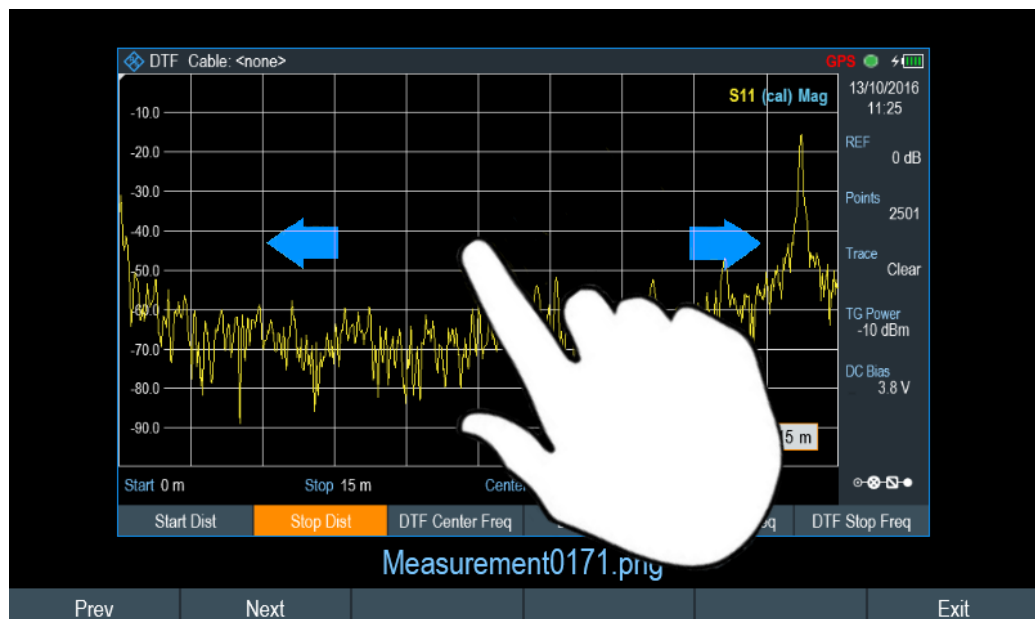 DTF Cable: <none>
GPS
S11 (cal) Mag
13/10/2016
11:25
REF
0 dB
Points
2501
Trace
Clear
TG Power
-10 dBm
DC Bias
3.8 V
-10.0
-20.0
-30.0
-40.0
-50.0
-60.0
-70.0
-80.0
-90.0
5 m
Start 0 m Stop 15 m
Start Dist Stop Dist DTF Center Freq DTF Stop Freq
Measurement0171.png
Prev Next Exit